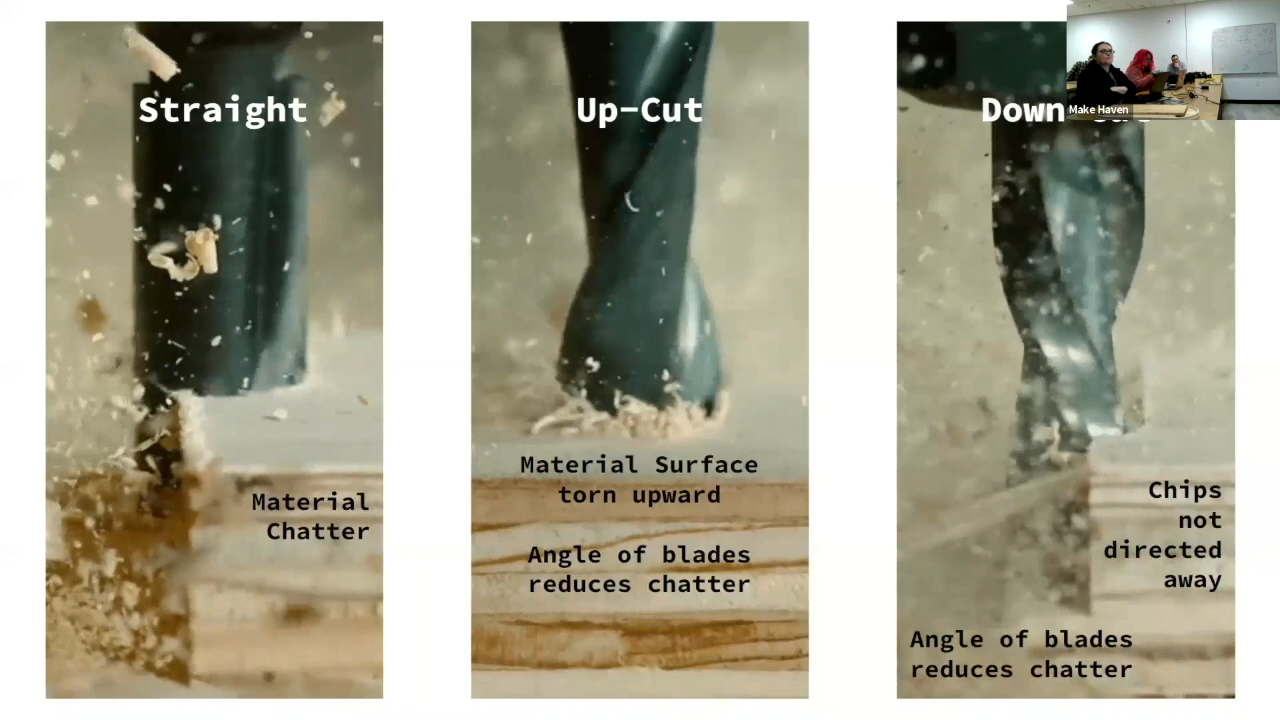 Straight
Up-Cut
Down
Make Haven
Material
Chatter
Material Surface
torn upward
Angle of blades
reduces chatter
Chips
not
directed
away
Angle of blades
reduces chatter